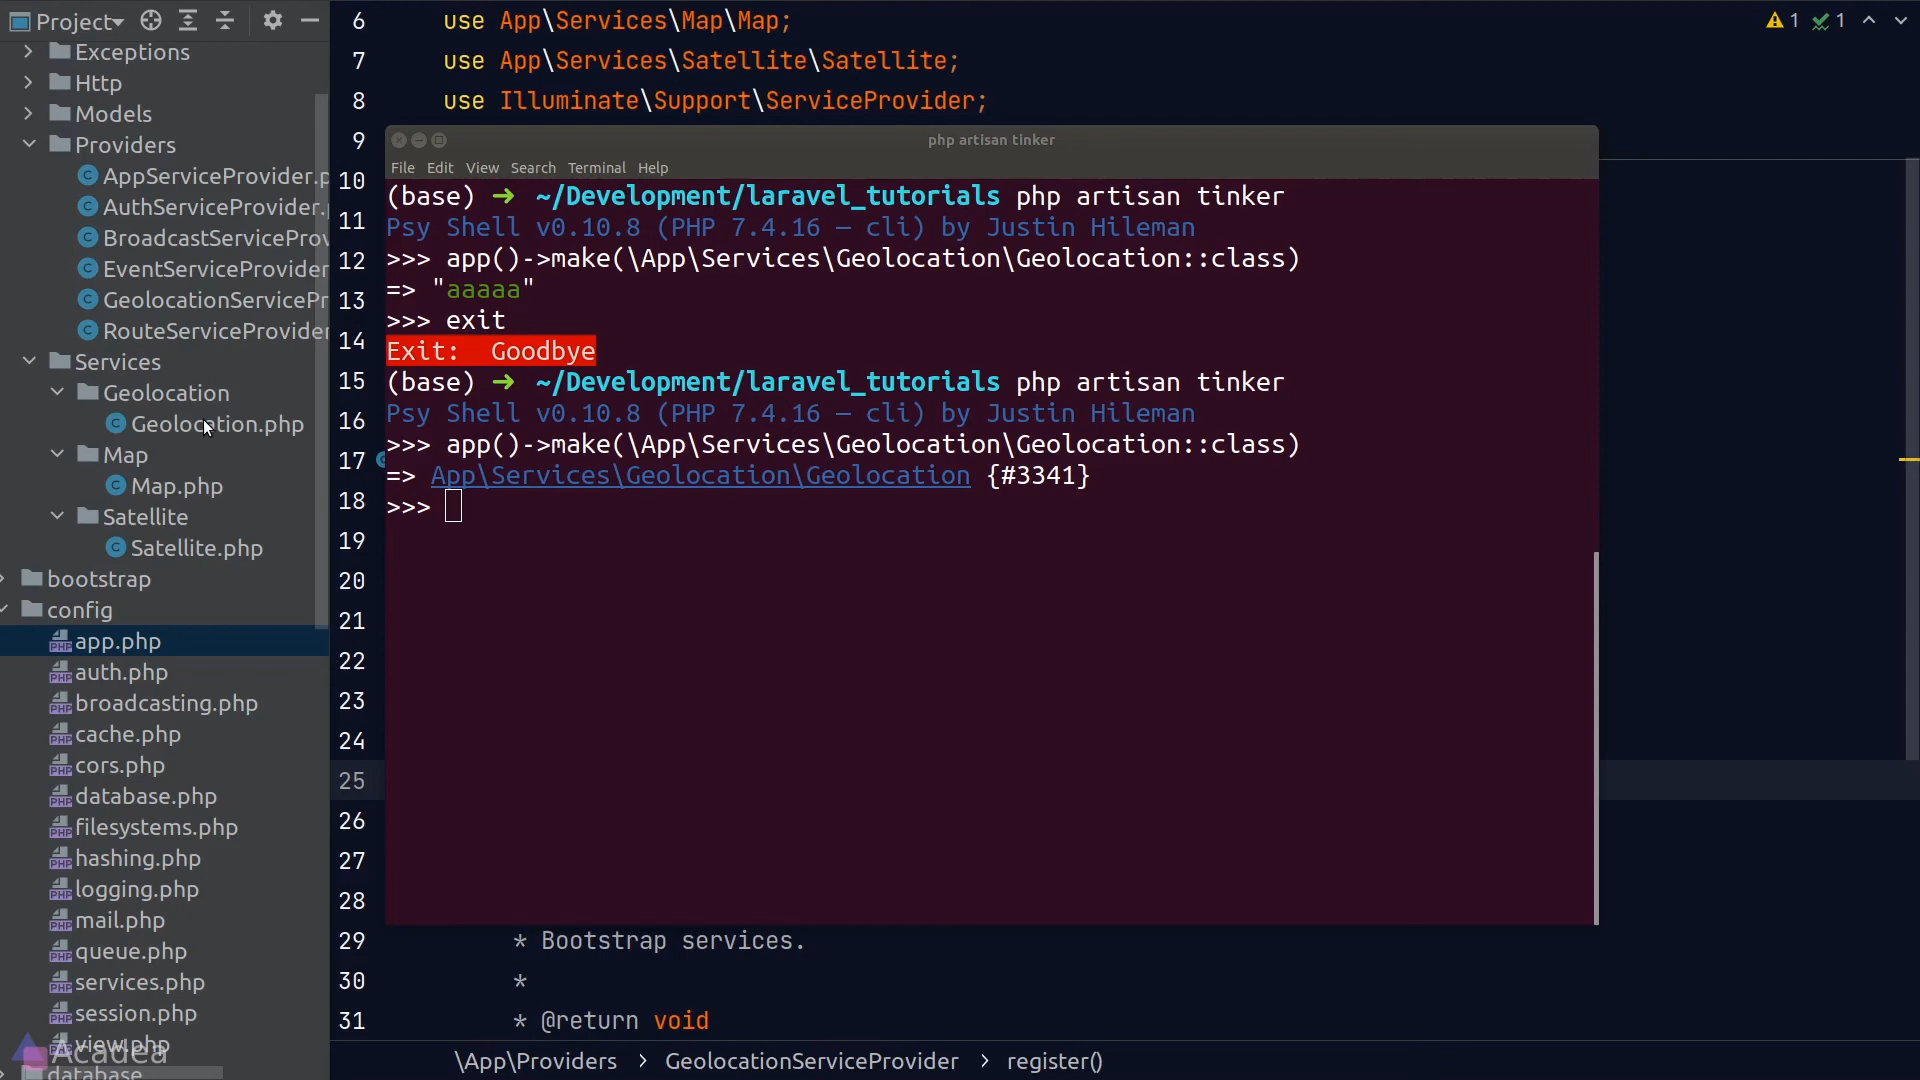 Project
Exceptions
Http
Models
Providers
AppServiceProvider.p
AuthServiceProvider.
BroadcastServiceProv
EventServiceProvider
GeolocationServicePr
RouteServiceProvider
Services
Geolocation
Geolocation.php
Map
Map.php
Satellite
Satellite.php
bootstrap
config
app.php
auth.php
broadcasting.php
cache.php
cors.php
database.php
filesystems.php
hashing.php
logging.php
mail.php
queue.php
services.php
session.php
view.php
Acadea
database
6 use App\Services\Map\Map;
7 use App\Services\Satellite\Satellite;
8 use Illuminate\Support\ServiceProvider;
9
10
11
12
13
14
15
16
17
18
19
20
21
22
23
24
25
26
27
28
29 * Bootstrap services.
30 *
31 * @return void
1 1
php artisan tinker
File Edit View Search Terminal Help
(base) ➜ ~/Development/laravel_tutorials php artisan tinker
Psy Shell v0.10.8 (PHP 7.4.16 — cli) by Justin Hileman
>>> app()->make(\App\Services\Geolocation\Geolocation::class)
=> "aaaaa"
>>> exit
Exit:  Goodbye
(base) ➜ ~/Development/laravel_tutorials php artisan tinker
Psy Shell v0.10.8 (PHP 7.4.16 — cli) by Justin Hileman
>>> app()->make(\App\Services\Geolocation\Geolocation::class)
=> App\Services\Geolocation\Geolocation {#3341}
>>>
\App\Providers > GeolocationServiceProvider > register()